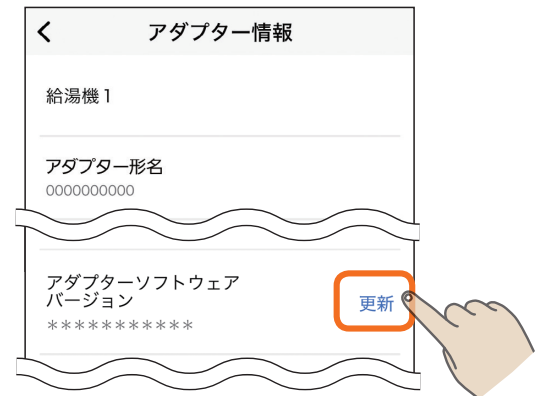 アダプター情報
給湯機1
アダプター形名
0000000000
アダプターソフトウェア
バージョン
更新
***********